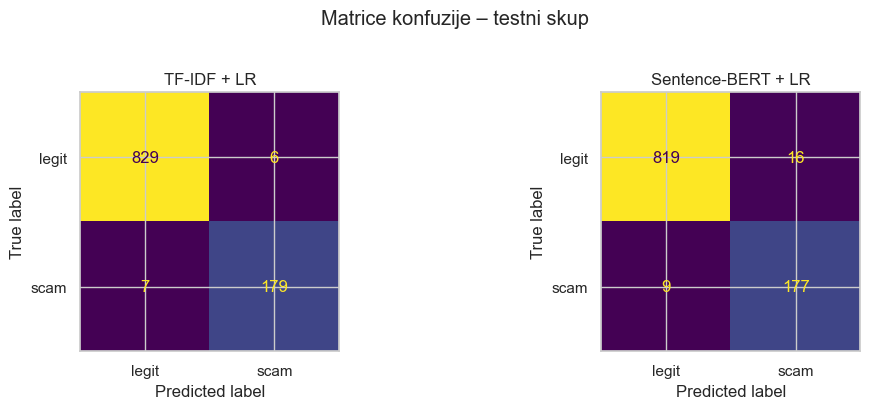 Matrice konfuzije – testni skup
TF-IDF + LR
True label
legit
829 6
scam
7 179
legit scam
Predicted label
Sentence-BERT + LR
True label
legit
819 16
scam
9 177
legit scam
Predicted label